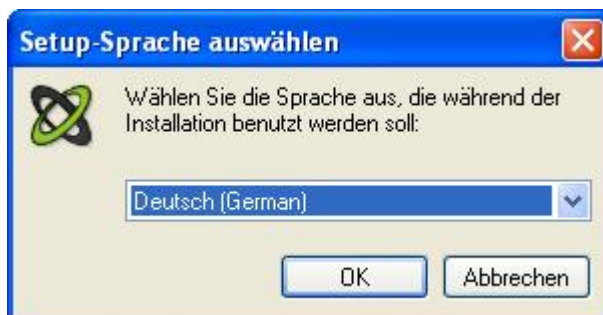 Setup-Sprache auswählen
Wählen Sie die Sprache aus, die während der
Installation benutzt werden soll:
Deutsch (German)
OK Abbrechen